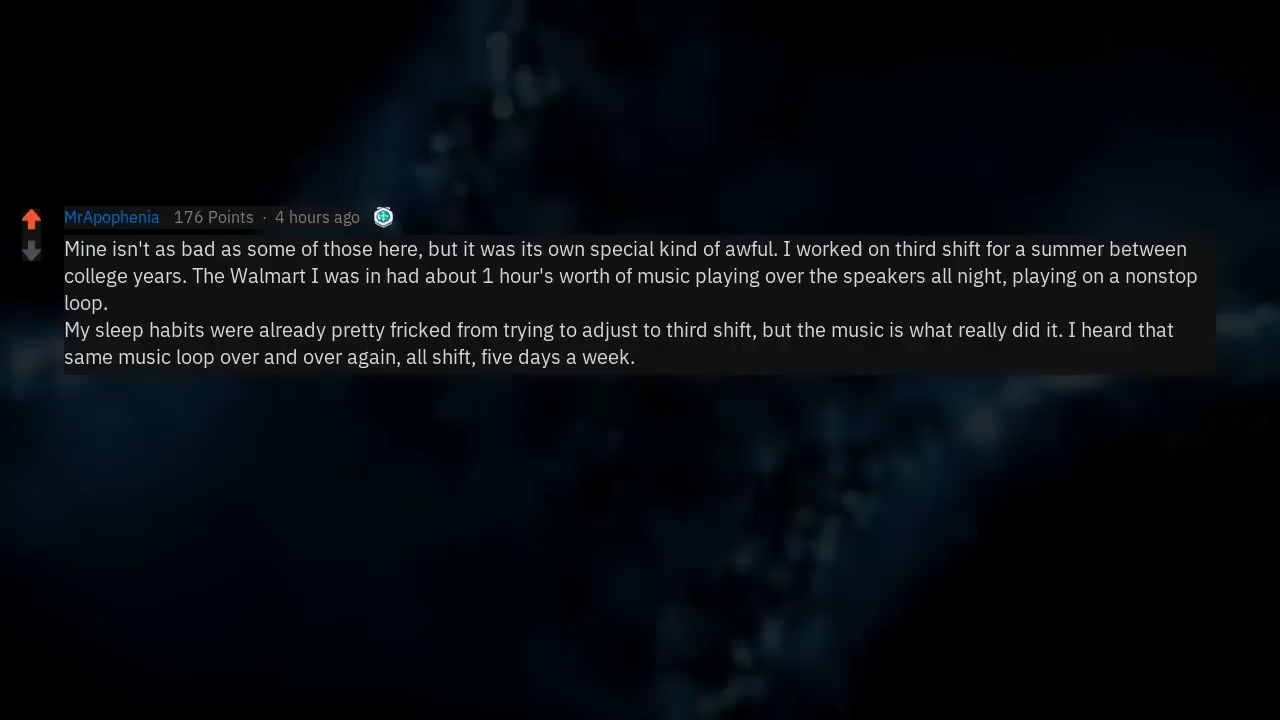 MrApophenia 176 Points · 4 hours ago
Mine isn't as bad as some of those here, but it was its own special kind of awful. I worked on third shift for a summer between
college years. The Walmart I was in had about 1 hour's worth of music playing over the speakers all night, playing on a nonstop
loop.
My sleep habits were already pretty fricked from trying to adjust to third shift, but the music is what really did it. I heard that
same music loop over and over again, all shift, five days a week.